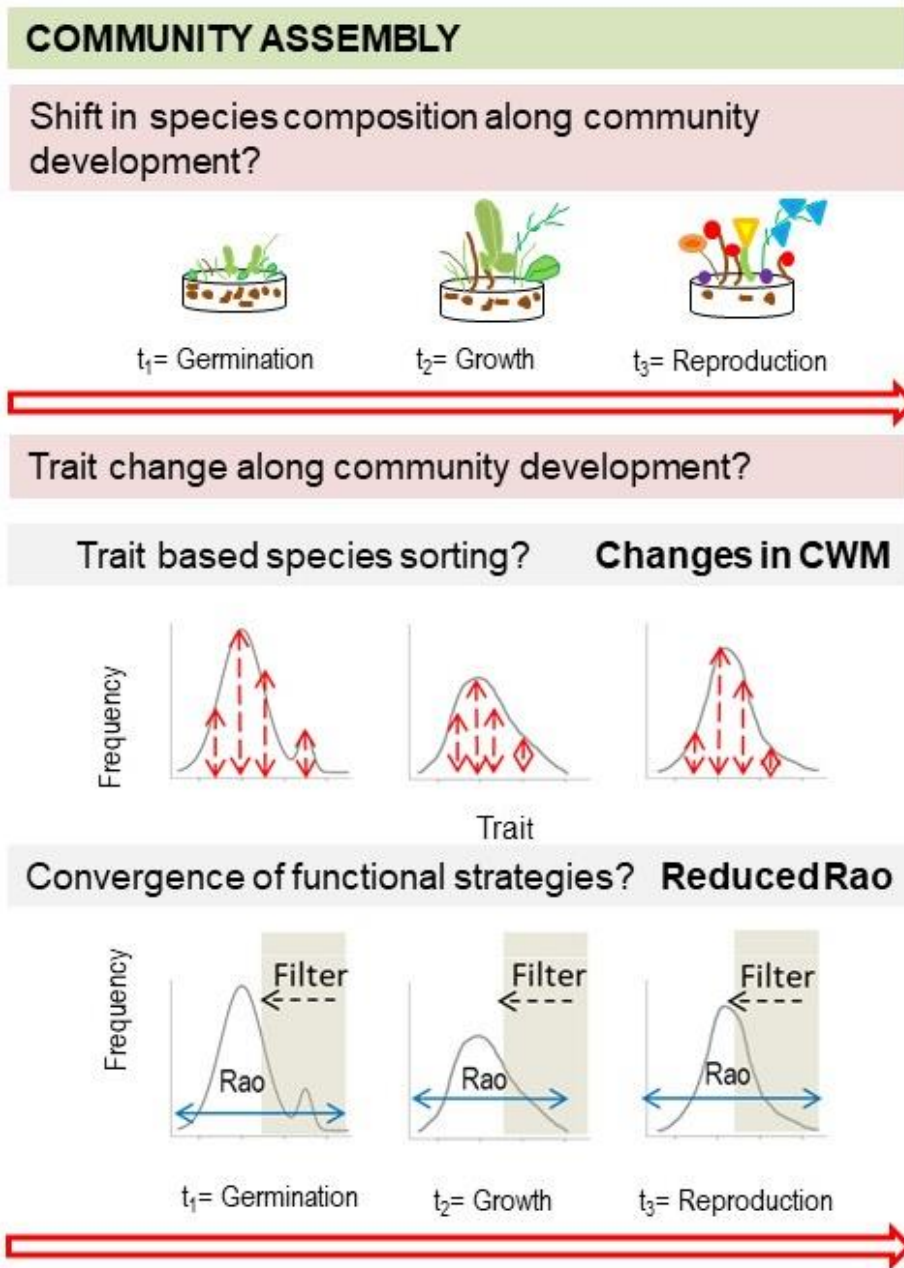 COMMUNITY ASSEMBLY
Shift in species composition along community
development?
t₁= Germination
t₂= Growth
t₃= Reproduction
Trait change along community development?
Trait based species sorting? Changes in CWM
Frequency
Trait
Convergence of functional strategies? Reduced Rao
Frequency
Filter
Filter
Filter
Rao
Rao
Rao
t₁= Germination
t₂= Growth
t₃= Reproduction